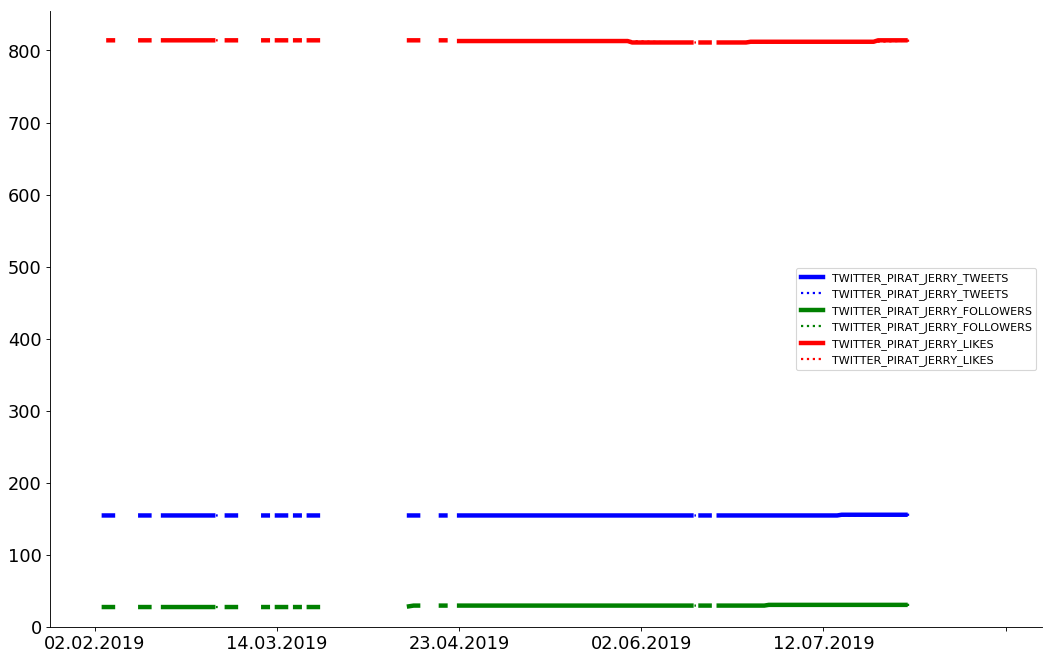 800
700
600
500
400
300
200
100
0
02.02.2019
14.03.2019
23.04.2019
02.06.2019
12.07.2019
TWITTER_PIRAT_JERRY_TWEETS
TWITTER_PIRAT_JERRY_TWEETS
TWITTER_PIRAT_JERRY_FOLLOWERS
TWITTER_PIRAT_JERRY_FOLLOWERS
TWITTER_PIRAT_JERRY_LIKES
TWITTER_PIRAT_JERRY_LIKES